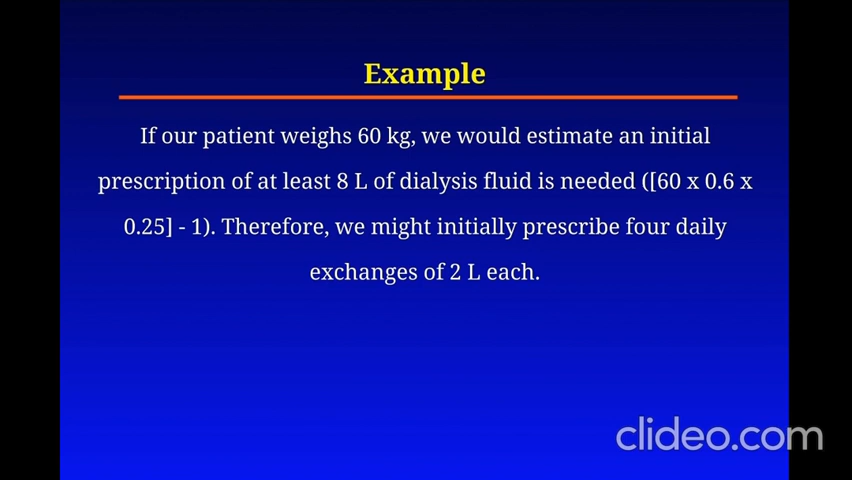 Example
If our patient weighs 60 kg, we would estimate an initial
prescription of at least 8 L of dialysis fluid is needed ([60 x 0.6 x
0.25] - 1). Therefore, we might initially prescribe four daily
exchanges of 2 L each.
clideo.com